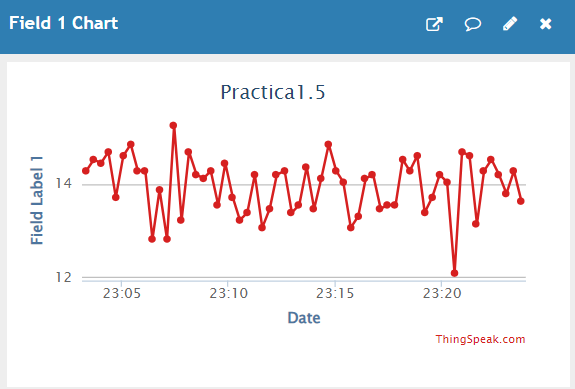 Field 1 Chart
Practica1.5
Field Label 1
14
12
23:05
23:10
23:15
23:20
Date
ThingSpeak.com